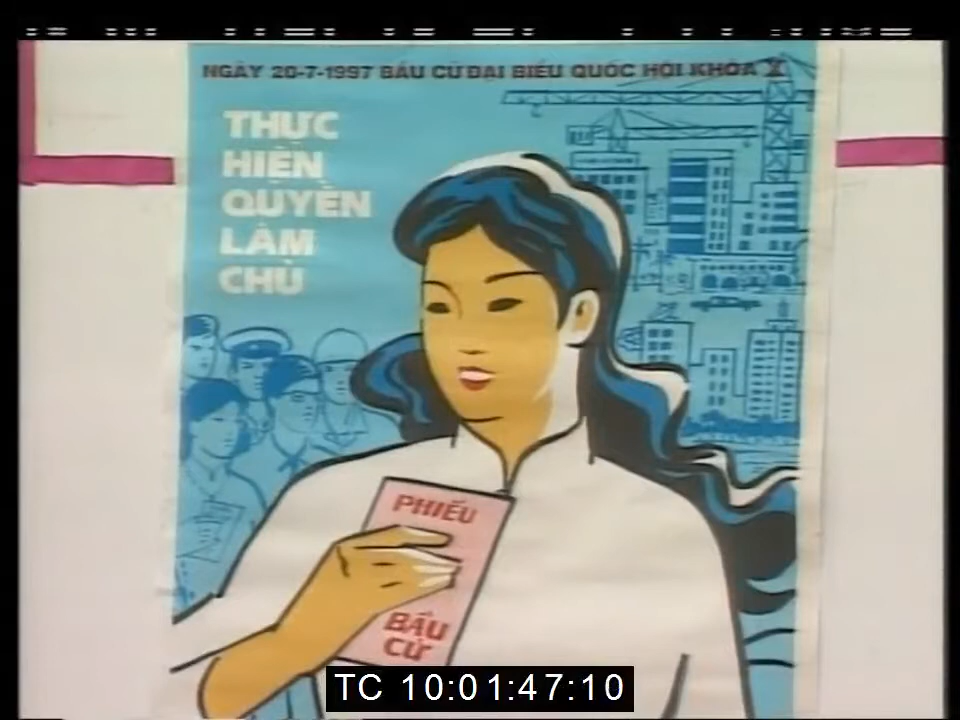 NGÀY 20-7-1997 BẦU CỬ ĐẠI BIỂU QUỐC HỘI KHÓA X
THỰC
HIỆN
QUYỀN
LÀM
CHỦ
PHIẾU
BẦU
CỬ
TC 10:01:47:10